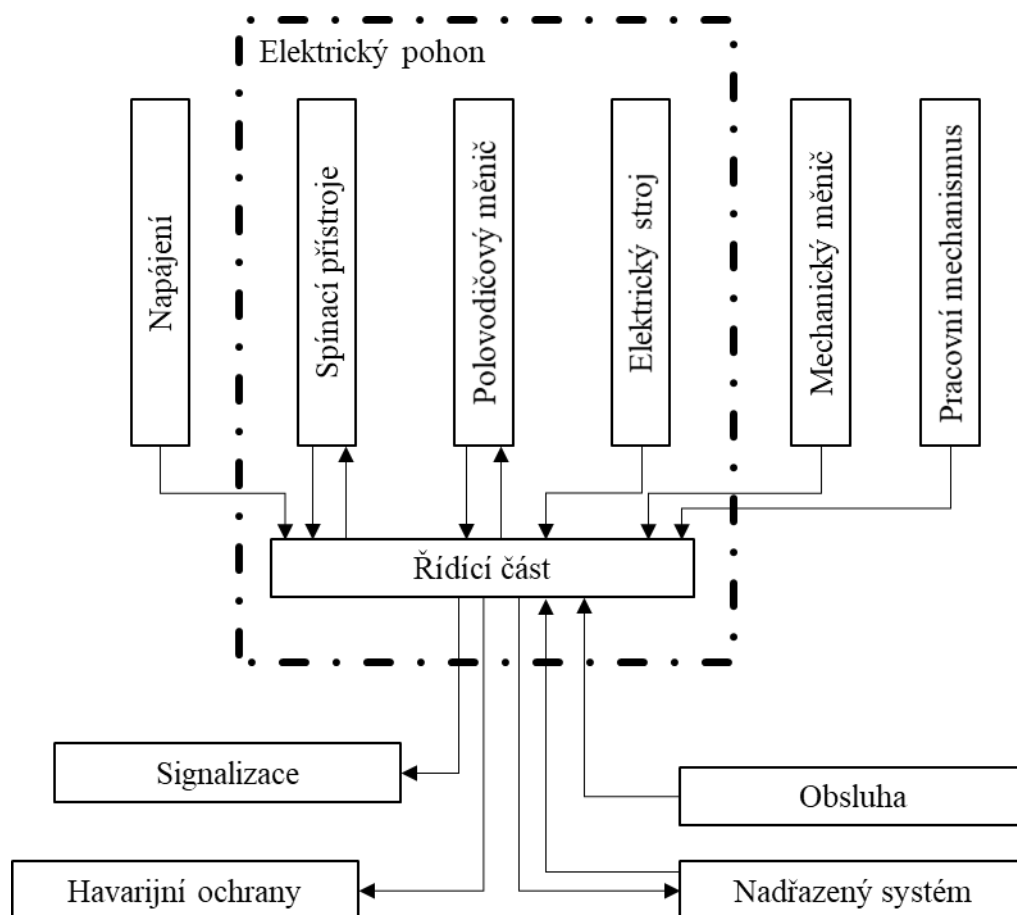 Elektrický pohon
Napájení
Spínací přístroje
Polovodičový měnič
Elektrický stroj
Mechanický měnič
Pracovní mechanismus
Řídící část
Signalizace
Obsluha
Havarijní ochrany
Nadřazený systém